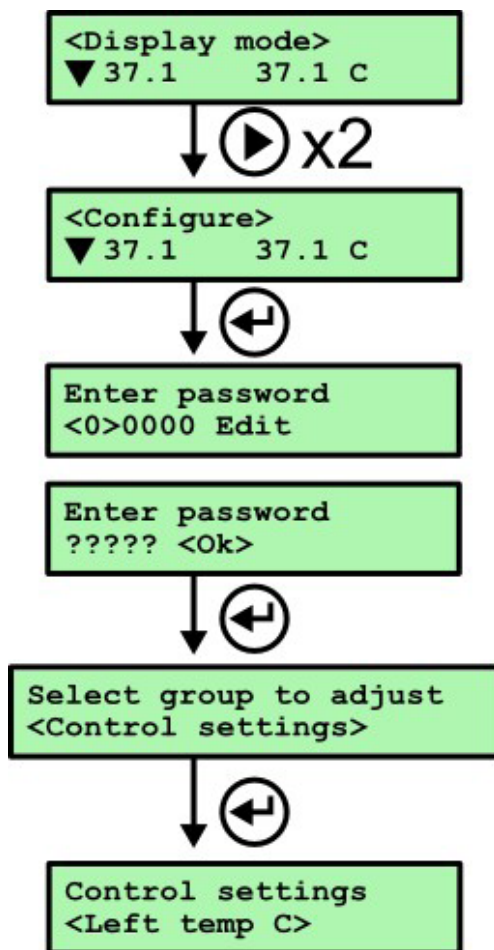 <Display mode>
▼37.1 37.1 C
x2
<Configure>
▼37.1 37.1 C
Enter password
<0>0000 Edit
Enter password
????? <Ok>
Select group to adjust
<Control settings>
Control settings
<Left temp C>